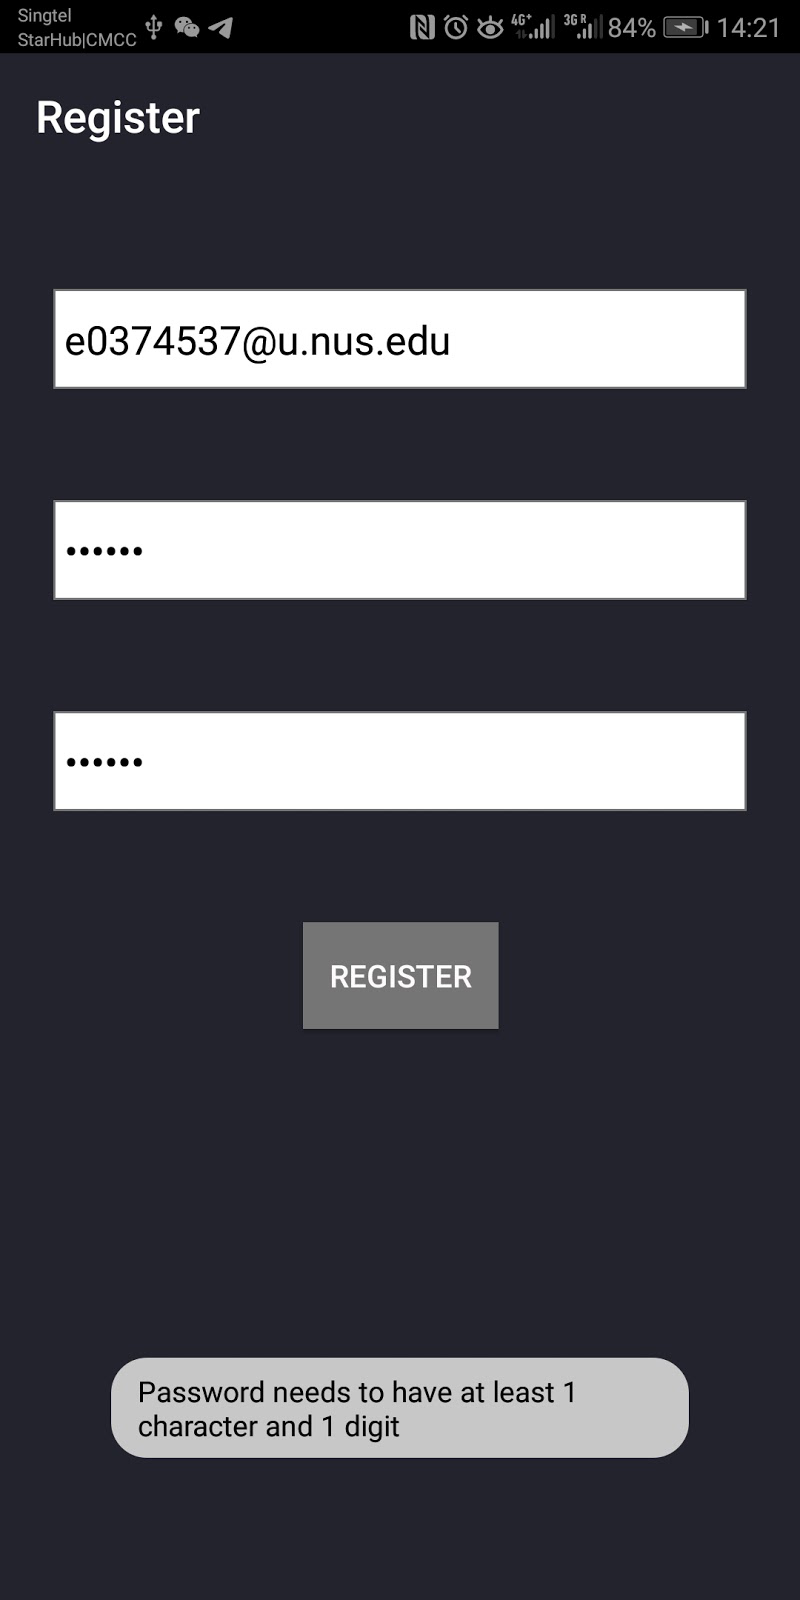 Singtel
StarHub|CMCC
4G+
3G R
84%
14:21
Register
e0374537@u.nus.edu
••••••
••••••
REGISTER
Password needs to have at least 1
character and 1 digit